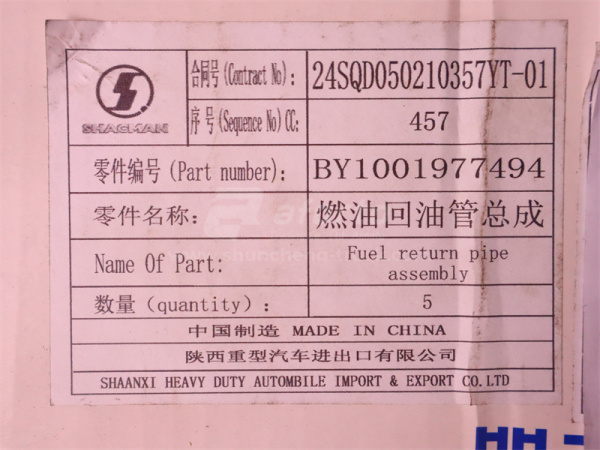 SHACMAN
合同号(Contract No): 24SQD050210357YT-01
序号(Sequence No)CC: 457
零件编号(Part number): BY1001977494
零件名称: 燃油回油管总成
Name Of Part: Fuel return pipe assembly
数量(quantity): 5
中国制造 MADE IN CHINA
陕西重型汽车进出口有限公司
SHAANXI HEAVY DUTY AUTOMBILE IMPORT & EXPORT CO.LTD